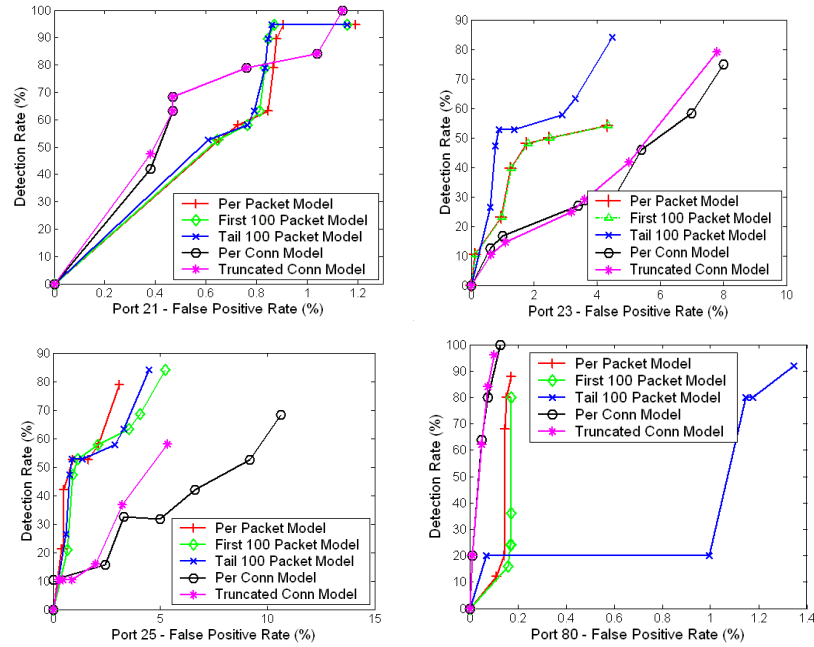 100
90
80
70
60
50
40
30
20
10
0
Detection Rate (%)
Per Packet Model
First 100 Packet Model
Tail 100 Packet Model
Per Conn Model
Truncated Conn Model
0 0.2 0.4 0.6 0.8 1 1.2
Port 21 - False Positive Rate (%)
90
80
70
60
50
40
30
20
10
0
Detection Rate (%)
Per Packet Model
First 100 Packet Model
Tail 100 Packet Model
Per Conn Model
Truncated Conn Model
0 2 4 6 8 10
Port 23 - False Positive Rate (%)
90
80
70
60
50
40
30
20
10
0
Detection Rate (%)
Per Packet Model
First 100 Packet Model
Tail 100 Packet Model
Per Conn Model
Truncated Conn Model
0 5 10 15
Port 25 - False Positive Rate (%)
100
90
80
70
60
50
40
30
20
10
0
Detection Rate (%)
Per Packet Model
First 100 Packet Model
Tail 100 Packet Model
Per Conn Model
Truncated Conn Model
0 0.2 0.4 0.6 0.8 1 1.2 1.4
Port 80 - False Positive Rate (%)